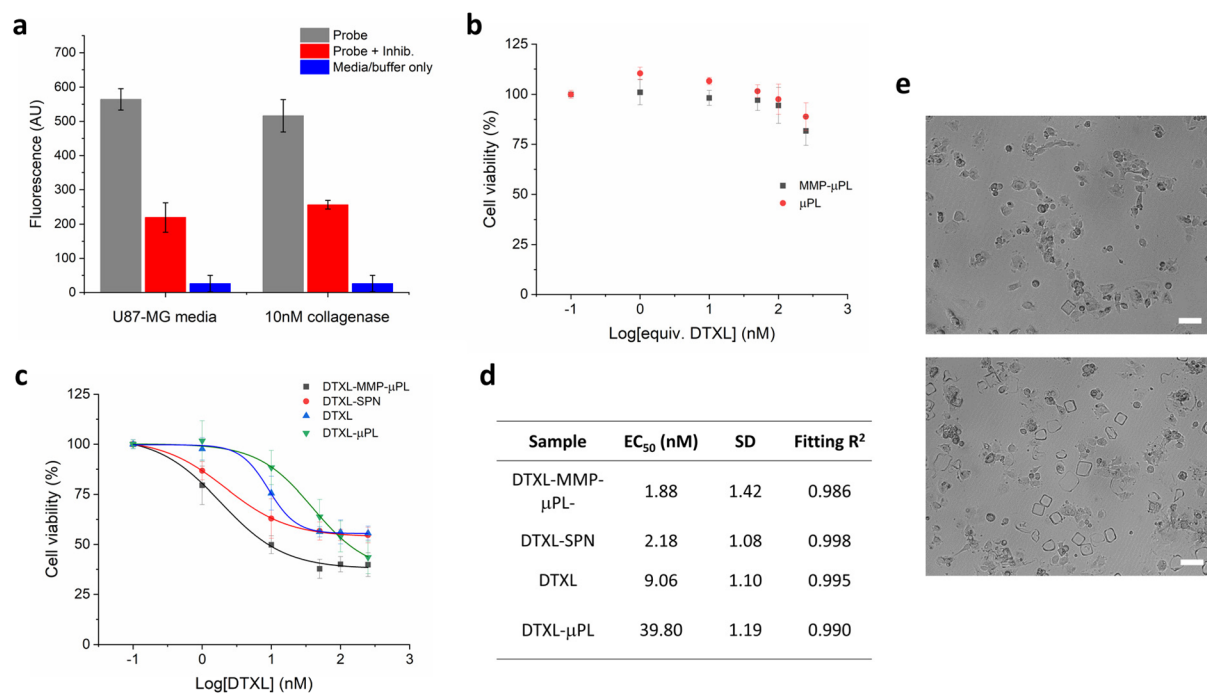 a
Probe
Probe + Inhib.
Media/buffer only
700
600
500
400
300
200
100
0
Fluorescence (AU)
U87-MG media
10nM collagenase
b
125
100
75
50
25
0
Cell viability (%)
MMP-μPL
μPL
-1
0
1
2
3
Log[equiv. DTXL] (nM)
c
125
100
75
50
25
0
Cell viability (%)
DTXL-MMP-μPL
DTXL-SPN
DTXL
DTXL-μPL
-1
0
1
2
3
Log[DTXL] (nM)
d
Sample EC50 (nM) SD Fitting R2
DTXL-MMP-
μPL- 1.88 1.42 0.986
DTXL-SPN 2.18 1.08 0.998
DTXL 9.06 1.10 0.995
DTXL-μPL 39.80 1.19 0.990
e